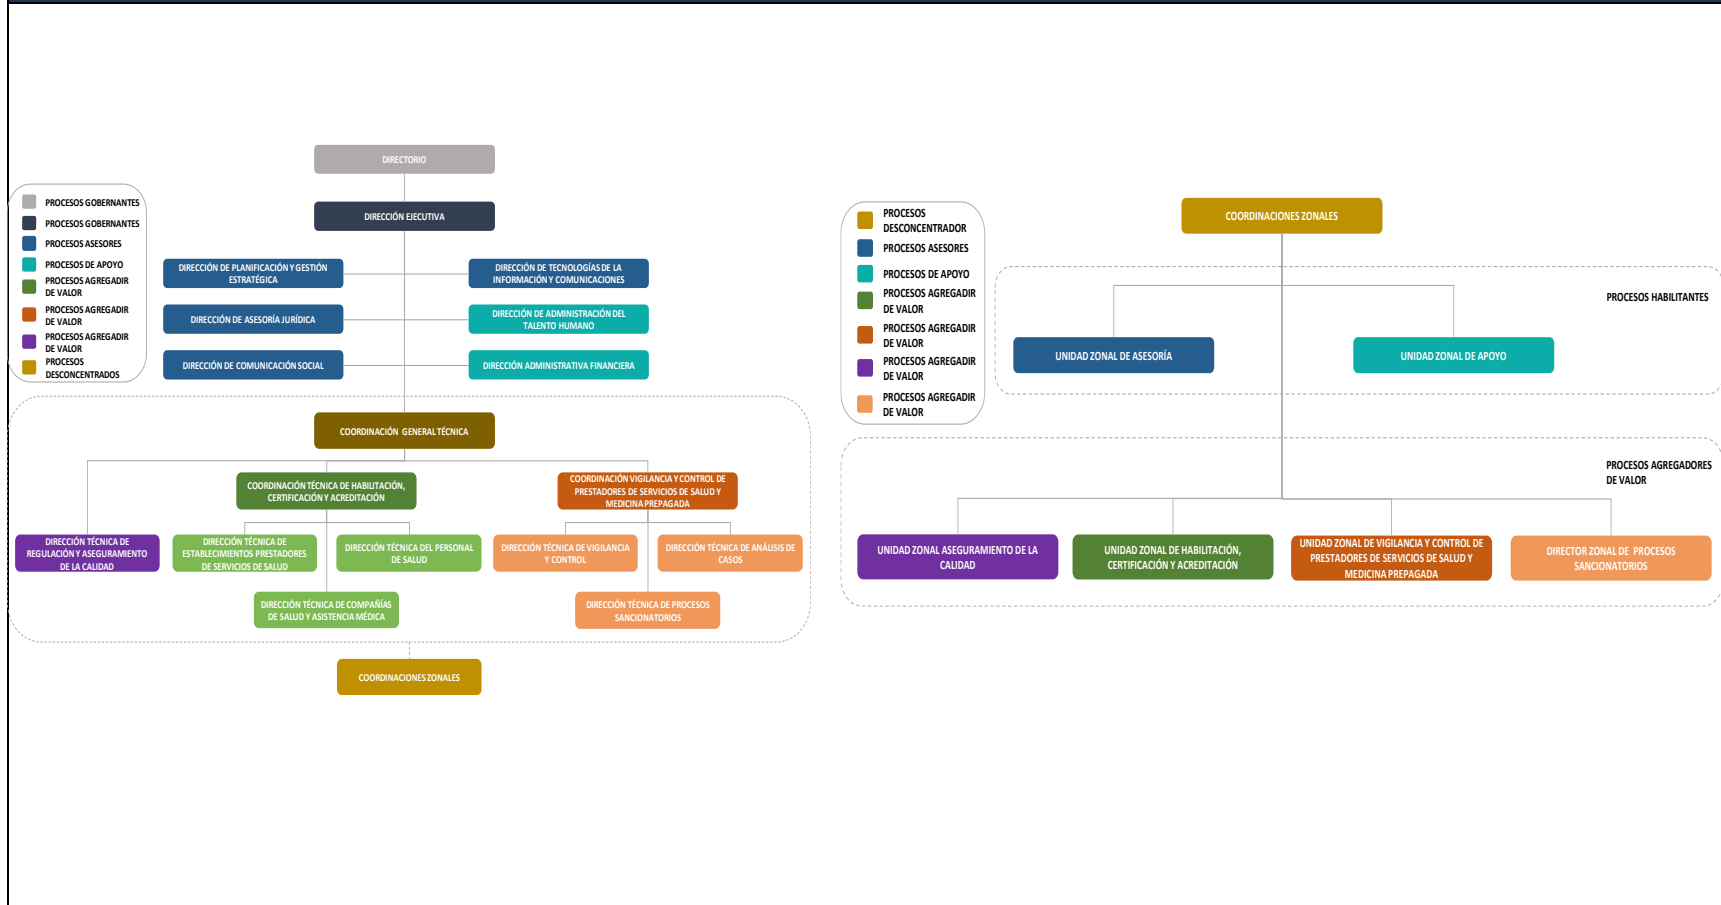 DIRECTORIO
DIRECCIÓN EJECUTIVA
PROCESOS GOBERNANTES
PROCESOS GOBERNANTES
PROCESOS ASESORES
PROCESOS DE APOYO
PROCESOS AGREGADIR
DE VALOR
PROCESOS AGREGADIR
DE VALOR
PROCESOS AGREGADIR
DE VALOR
PROCESOS
DESCONCENTRADOS
DIRECCIÓN DE PLANIFICACIÓN Y GESTIÓN
ESTRATÉGICA
DIRECCIÓN DE TECNOLOGÍAS DE LA
INFORMACIÓN Y COMUNICACIONES
DIRECCIÓN DE ASESORÍA JURÍDICA
DIRECCIÓN DE ADMINISTRACIÓN DEL
TALENTO HUMANO
DIRECCIÓN DE COMUNICACIÓN SOCIAL
DIRECCIÓN ADMINISTRATIVA FINANCIERA
COORDINACIÓN GENERAL TÉCNICA
COORDINACIÓN TÉCNICA DE HABILITACIÓN,
CERTIFICACIÓN Y ACREDITACIÓN
COORDINACIÓN VIGILANCIA Y CONTROL DE
PRESTADORES DE SERVICIOS DE SALUD Y
MEDICINA PREPAGADA
DIRECCIÓN TÉCNICA DE
REGULACIÓN Y ASEGURAMIENTO
DE LA CALIDAD
DIRECCIÓN TÉCNICA DE
ESTABLECIMIENTOS PRESTADORES
DE SERVICIOS DE SALUD
DIRECCIÓN TÉCNICA DEL PERSONAL
DE SALUD
DIRECCIÓN TÉCNICA DE VIGILANCIA
Y CONTROL
DIRECCIÓN TÉCNICA DE ANÁLISIS DE
CASOS
DIRECCIÓN TÉCNICA DE COMPAÑÍAS
DE SALUD Y ASISTENCIA MÉDICA
DIRECCIÓN TÉCNICA DE PROCESOS
SANCIONATORIOS
COORDINACIONES ZONALES
PROCESOS
DESCONCENTRADOR
PROCESOS ASESORES
PROCESOS DE APOYO
PROCESOS AGREGADIR
DE VALOR
PROCESOS AGREGADIR
DE VALOR
PROCESOS AGREGADIR
DE VALOR
PROCESOS AGREGADIR
DE VALOR
COORDINACIONES ZONALES
PROCESOS HABILITANTES
UNIDAD ZONAL DE ASESORÍA
UNIDAD ZONAL DE APOYO
PROCESOS AGREGADORES
DE VALOR
UNIDAD ZONAL ASEGURAMIENTO DE LA
CALIDAD
UNIDAD ZONAL DE HABILITACIÓN,
CERTIFICACIÓN Y ACREDITACIÓN
UNIDAD ZONAL DE VIGILANCIA Y CONTROL DE
PRESTADORES DE SERVICIOS DE SALUD Y
MEDICINA PREPAGADA
DIRECTOR ZONAL DE PROCESOS
SANCIONATORIOS